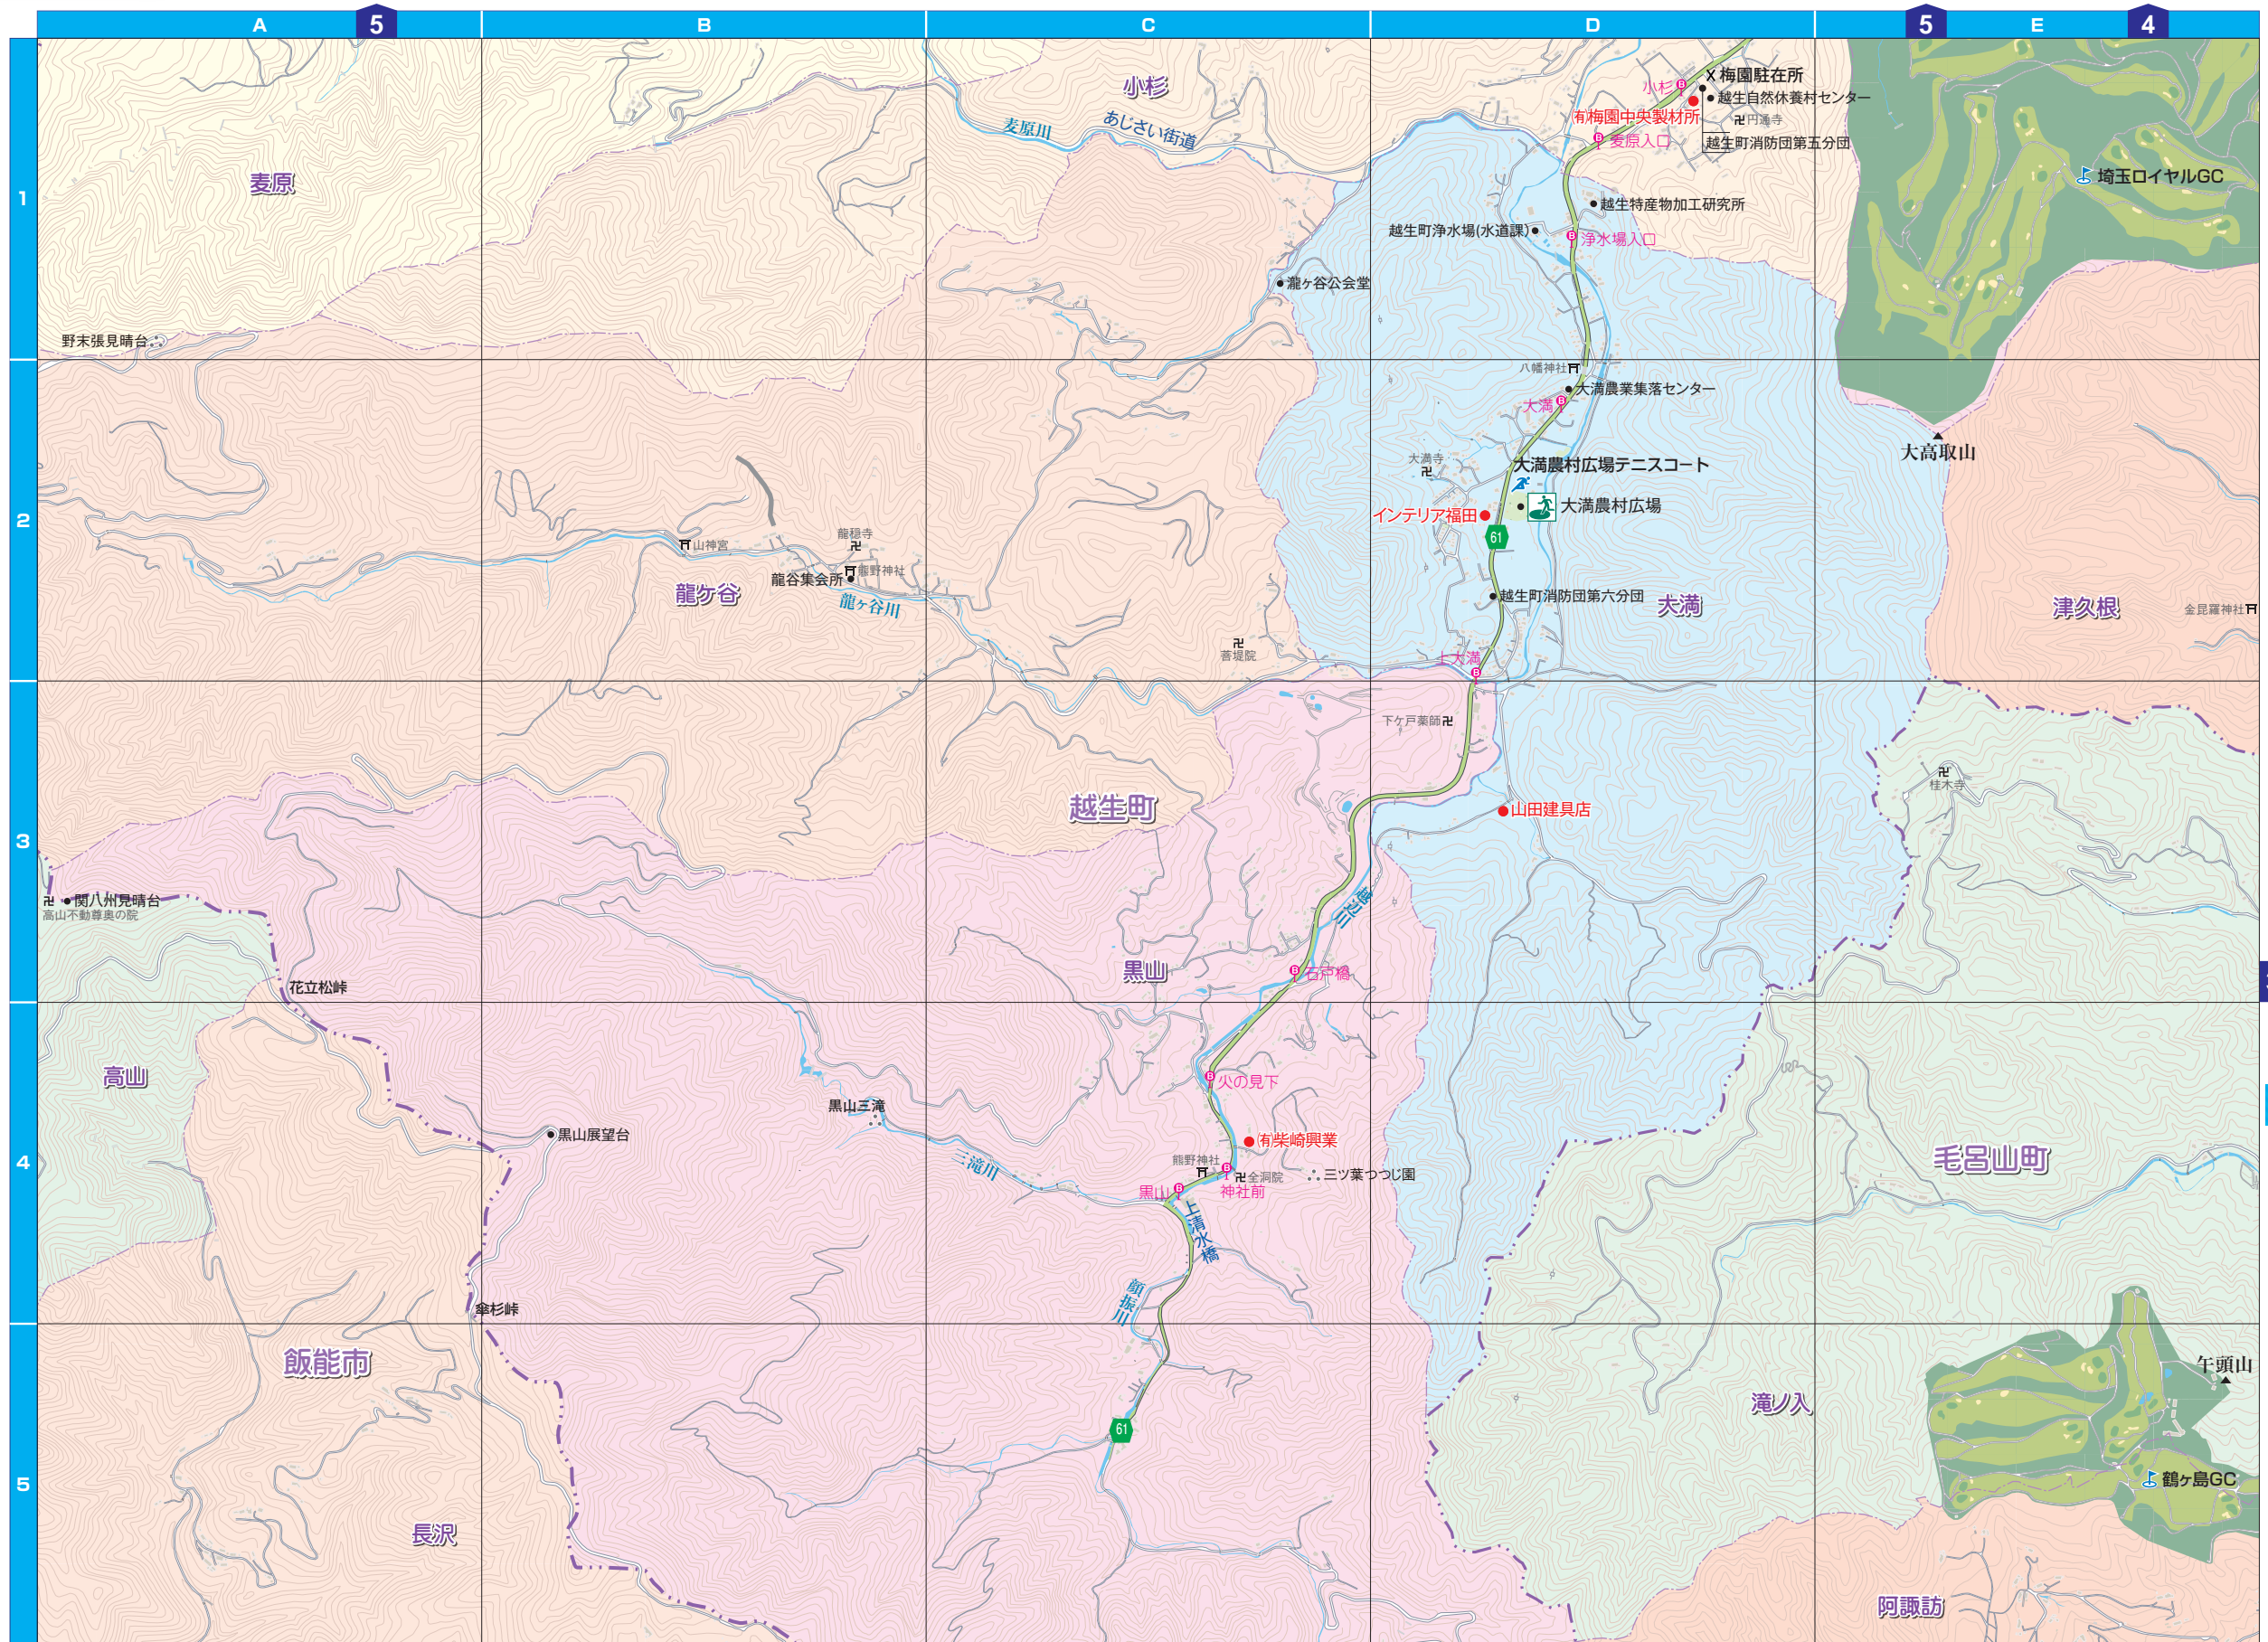 A
5
B
C
D
5
E
4
1
2
3
4
5
小杉
麦原川
あじさい街道
小杉
X 梅園駐在所
越生自然休養村センター
(有)梅園中央製材所
円通寺
麦原入口
越生町消防団第五分団
麦原
埼玉ロイヤルGC
越生特産物加工研究所
越生町浄水場(水道課)
浄水場入口
瀧ヶ谷公会堂
野末張見晴台
八幡神社
大満農業集落センター
大満
大高取山
大満寺
大満農村広場テニスコート
大満農村広場
インテリア福田
61
山神宮
龍穏寺
龍谷集会所
熊野神社
龍ケ谷
龍ヶ谷川
越生町消防団第六分団
大満
津久根
金昆羅神社
菩堤院
上大満
下ケ戸薬師
桂木寺
越生町
山田建具店
関八州見晴台
高山不動尊奥の院
越辺川
黒山
石戸橋
花立松峠
高山
火の見下
黒山三滝
黒山展望台
(有)柴崎興業
三滝川
熊野神社
全洞院
三ツ葉つつじ園
黒山
神社前
上清水橋
毛呂山町
顔振川
傘杉峠
飯能市
午頭山
滝ノ入
61
鶴ヶ島GC
長沢
阿諏訪